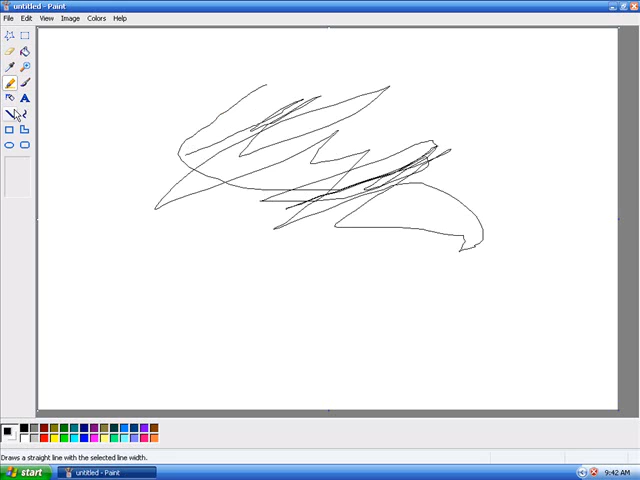 untitled - Paint
File Edit View Image Colors Help
A
Draws a straight line with the selected line width.
start untitled - Paint 9:42 AM